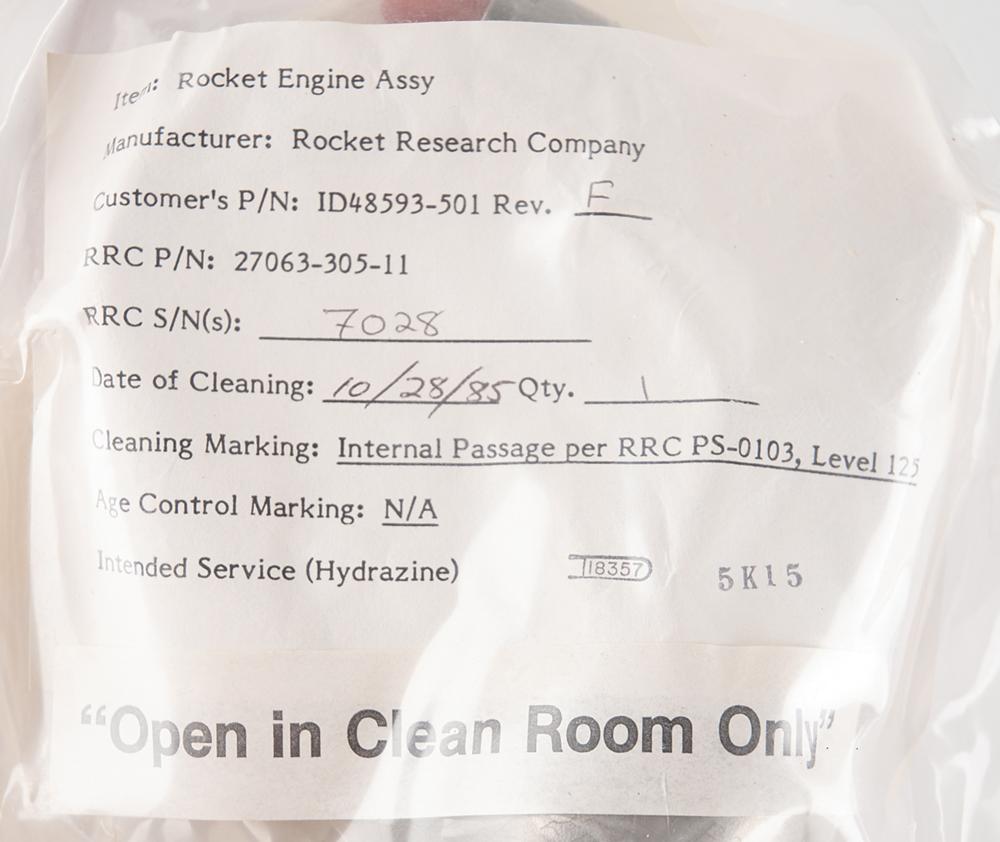 Item: Rocket Engine Assy
Manufacturer: Rocket Research Company
Customer's P/N: ID48593-501 Rev. F
RRC P/N: 27063-305-11
RRC S/N(s): 7028
Date of Cleaning: 10/28/85 Qty. 1
Cleaning Marking: Internal Passage per RRC PS-0103, Level 125
Age Control Marking: N/A
Intended Service (Hydrazine) 18357 5K15
“Open in Clean Room Only”